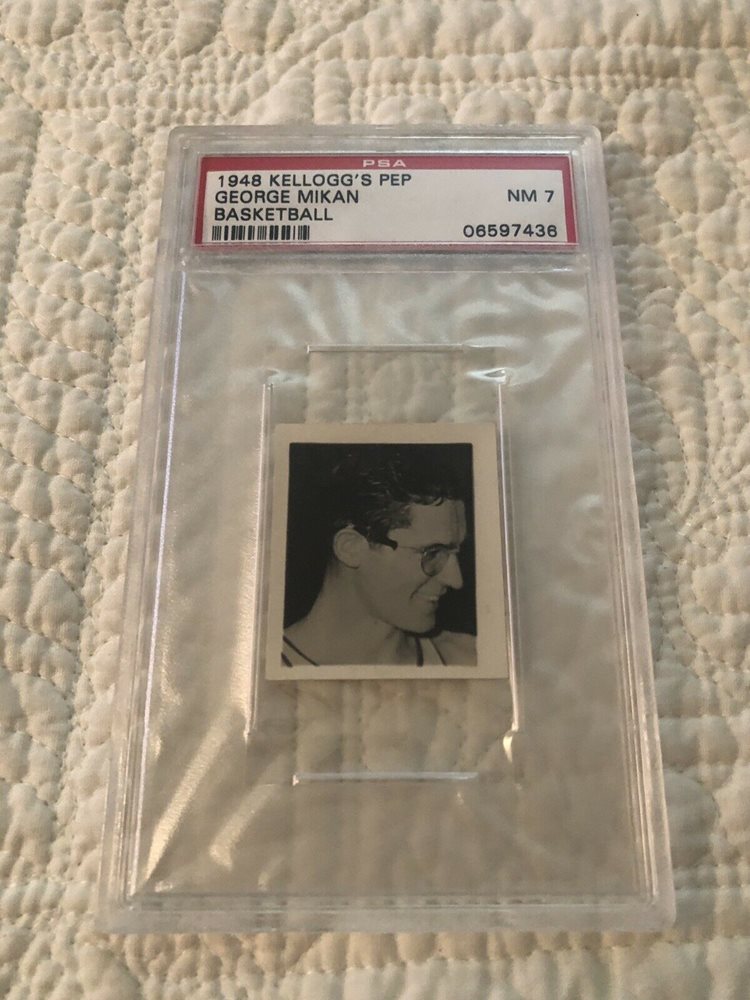 PSA
1948 KELLOGG'S PEP
GEORGE MIKAN NM 7
BASKETBALL
06597436